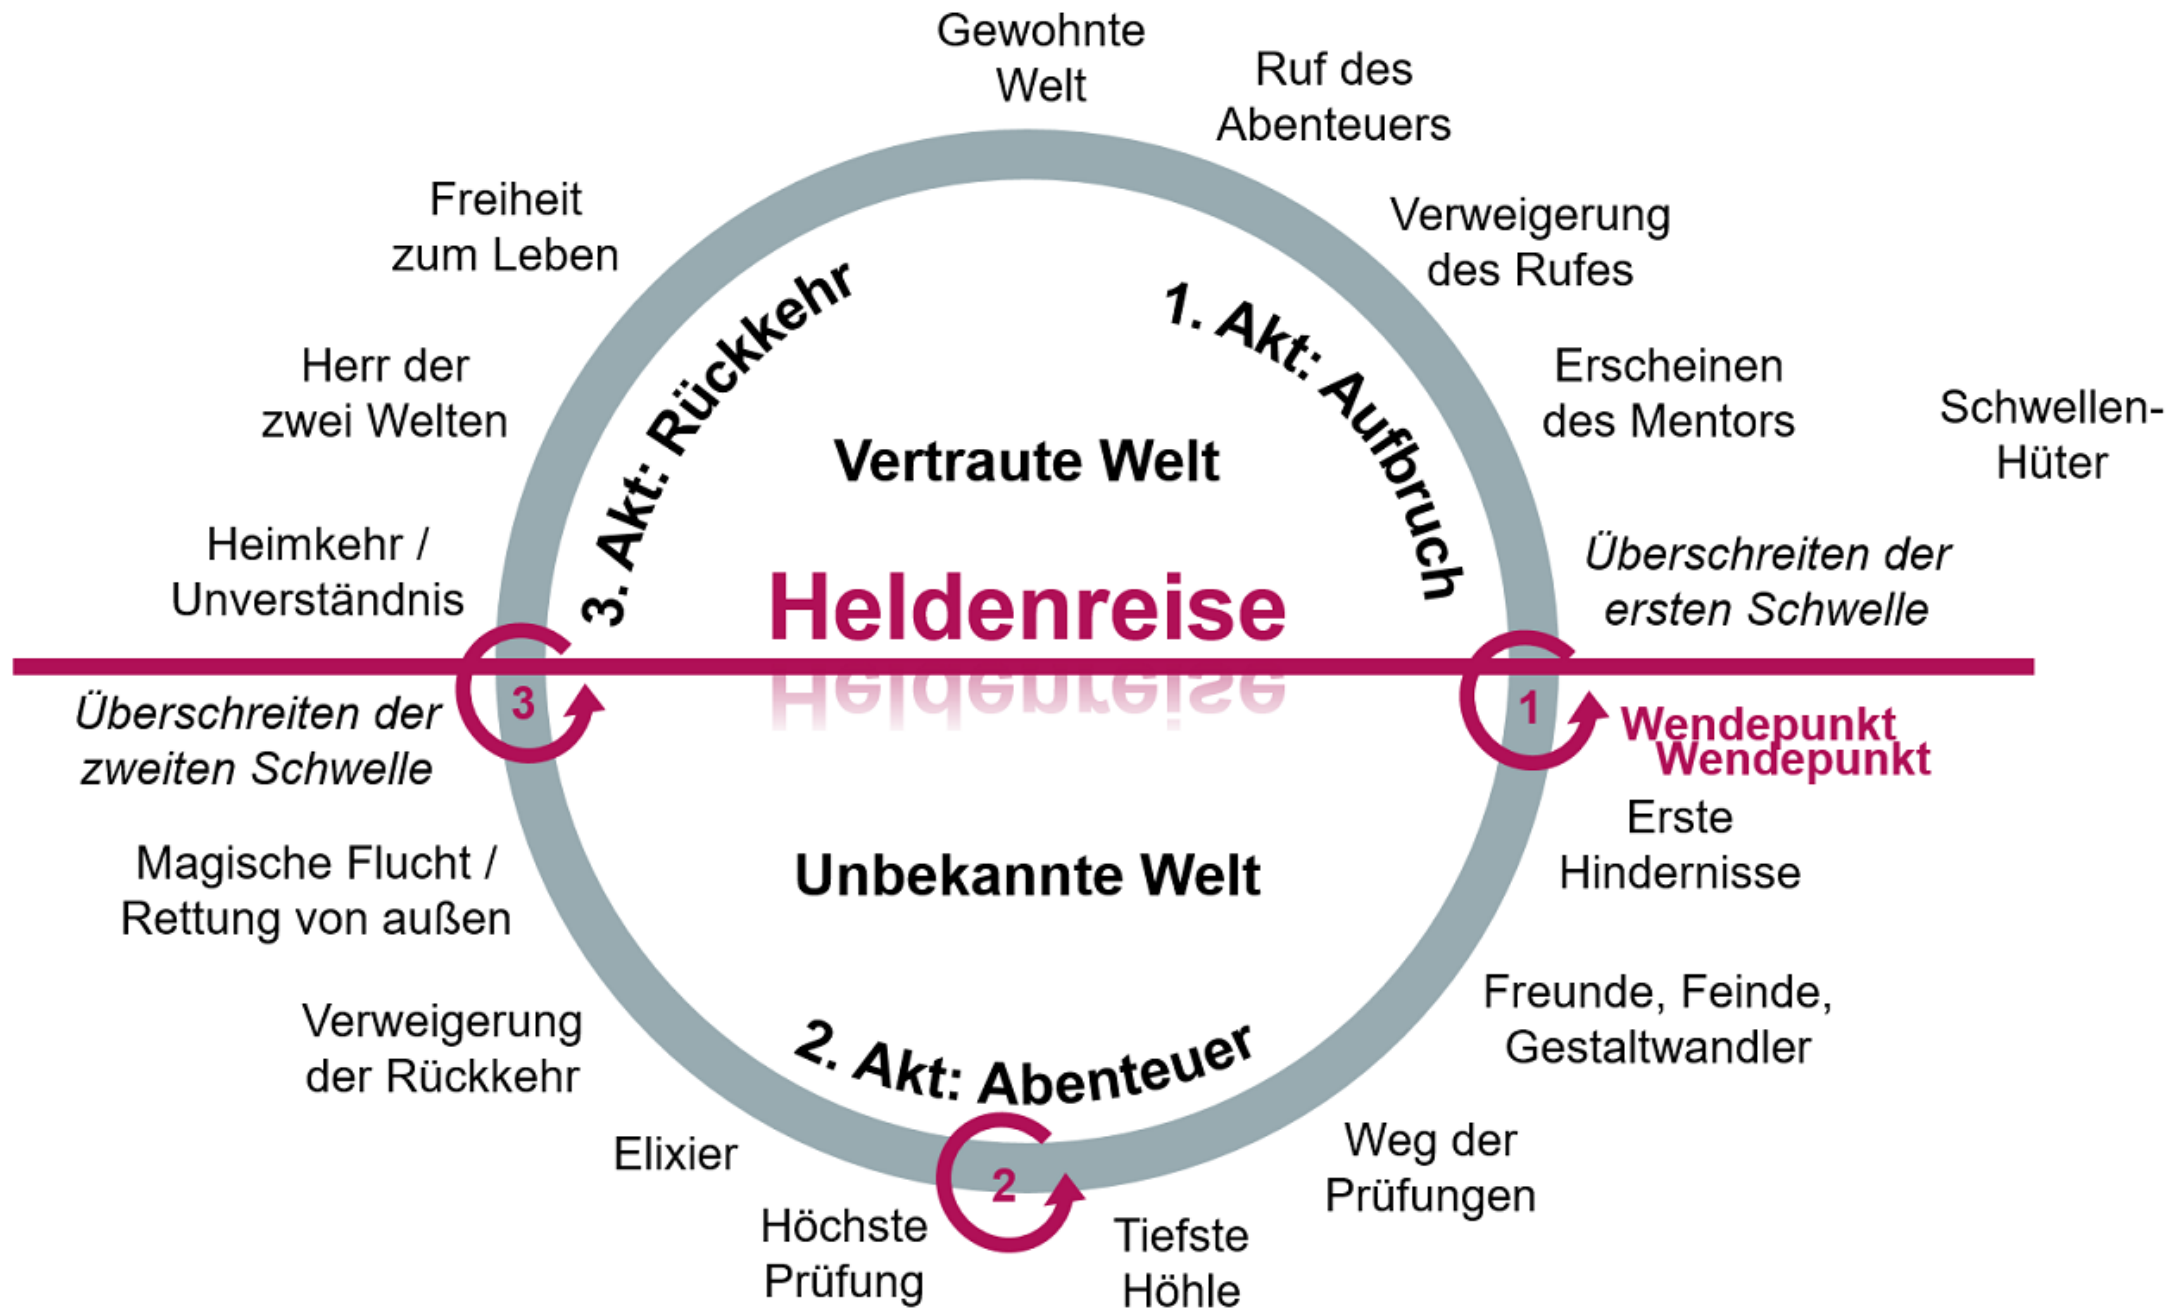 Gewohnte
Welt
Ruf des
Abenteuers
Verweigerung
des Rufes
Erscheinen
des Mentors
Schwellen-
Hüter
Überschreiten der
ersten Schwelle
1
Wendepunkt
Wendepunkt
Erste
Hindernisse
Freunde, Feinde,
Gestaltwandler
Weg der
Prüfungen
Tiefste
Höhle
2
Höchste
Prüfung
Elixier
Verweigerung
der Rückkehr
Magische Flucht /
Rettung von außen
Überschreiten der
zweiten Schwelle
3
Heimkehr /
Unverständnis
Herr der
zwei Welten
Freiheit
zum Leben
1. Akt: Aufbruch
2. Akt: Abenteuer
3. Akt: Rückkehr
Vertraute Welt
Heldenreise
Heldenreise
Unbekannte Welt